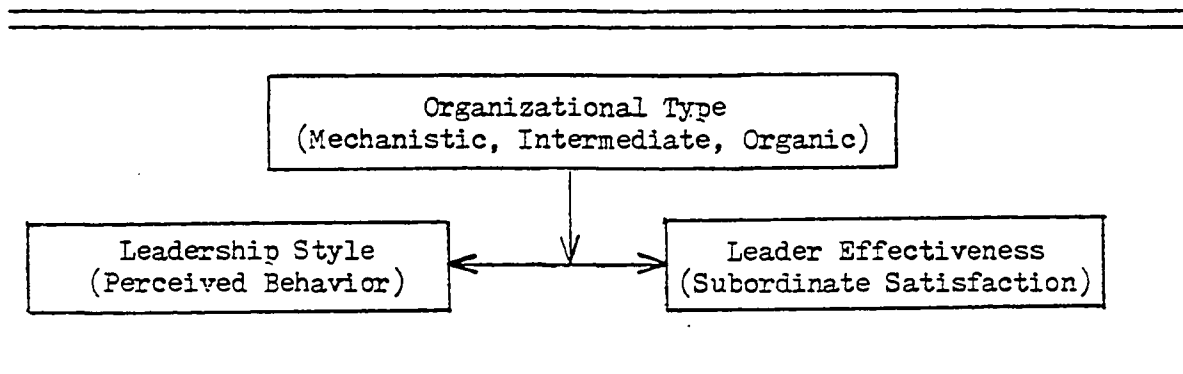 Organizational Type
(Mechanistic, Intermediate, Organic)
Leadership Style
(Perceived Behavior)
Leader Effectiveness
(Subordinate Satisfaction)